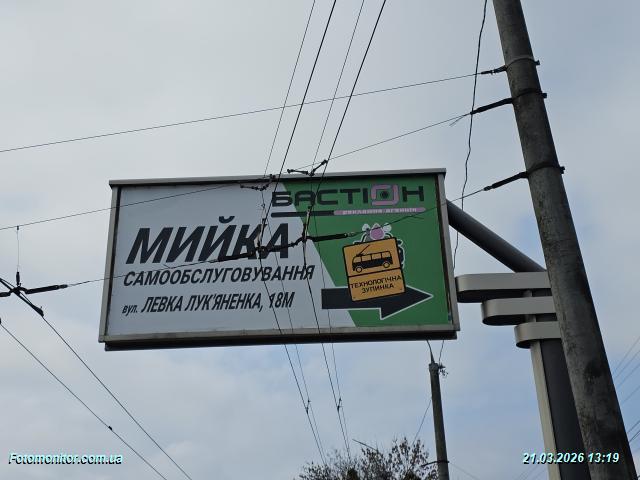 БАСТІОН
рекламна агенція
МИЙКА
САМООБСЛУГОВУВАННЯ
вул. ЛЕВКА ЛУК'ЯНЕНКА, 18М
ТЕХНОЛОГІЧНА
ЗУПИНКА
Fotomonitor.com.ua
21.03.2026 13:19